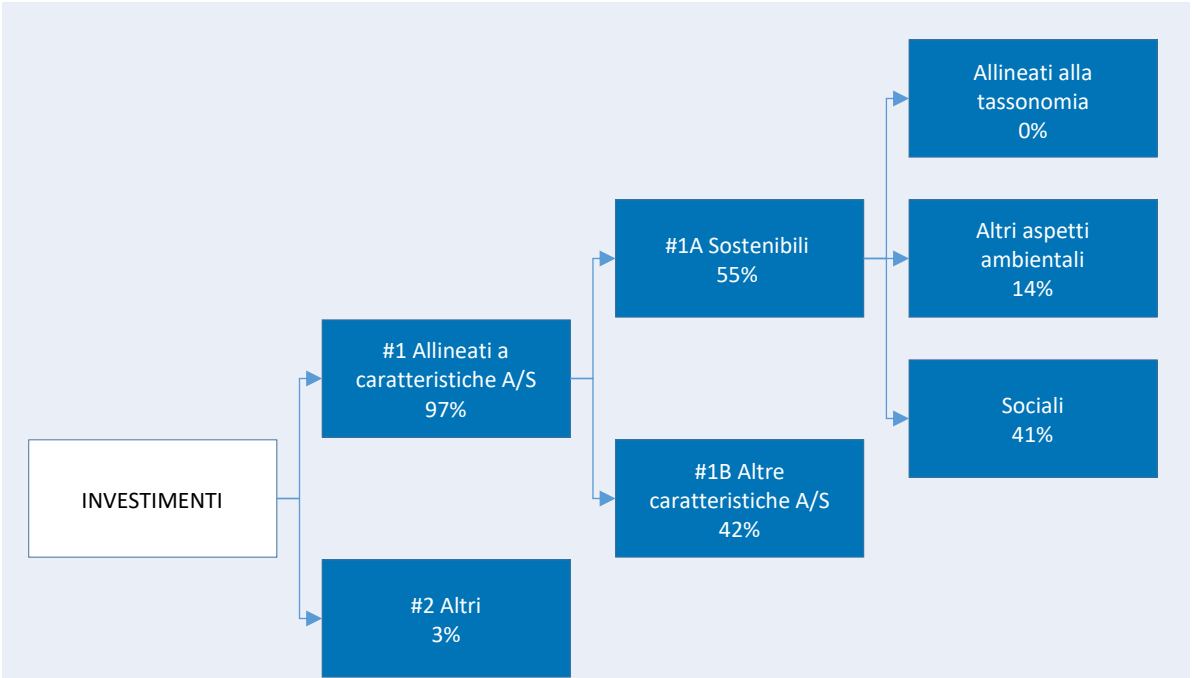 INVESTIMENTI
#1 Allineati a
caratteristiche A/S
97%
#2 Altri
3%
#1A Sostenibili
55%
#1B Altre
caratteristiche A/S
42%
Allineati alla
tassonomia
0%
Altri aspetti
ambientali
14%
Sociali
41%